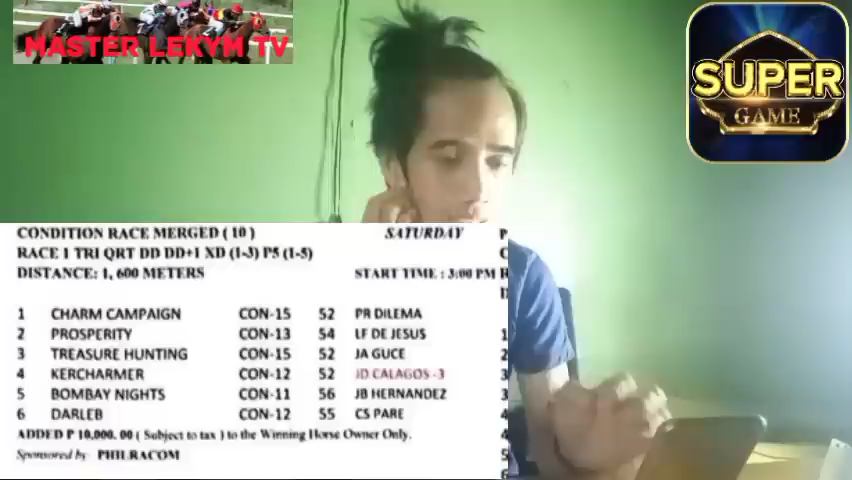 MASTER LEKYM TV
SUPER
GAME
CONDITION RACE MERGED ( 10 )
SATURDAY
RACE 1 TRI QRT DD DD+1 XD (1-3) P5 (1-5)
DISTANCE: 1, 600 METERS
START TIME : 3:00 PM
1 CHARM CAMPAIGN CON-15 52 PR DILEMA
2 PROSPERITY CON-13 54 LF DE JESUS
3 TREASURE HUNTING CON-15 52 JA GUCE
4 KERCHARMER CON-12 52 JD CALAGOS -3
5 BOMBAY NIGHTS CON-11 56 JB HERNANDEZ
6 DARLEB CON-12 55 CS PARE
ADDED P 10,000. 00 ( Subject to tax ) to the Winning Horse Owner Only.
Sponsored by PHILRACOM